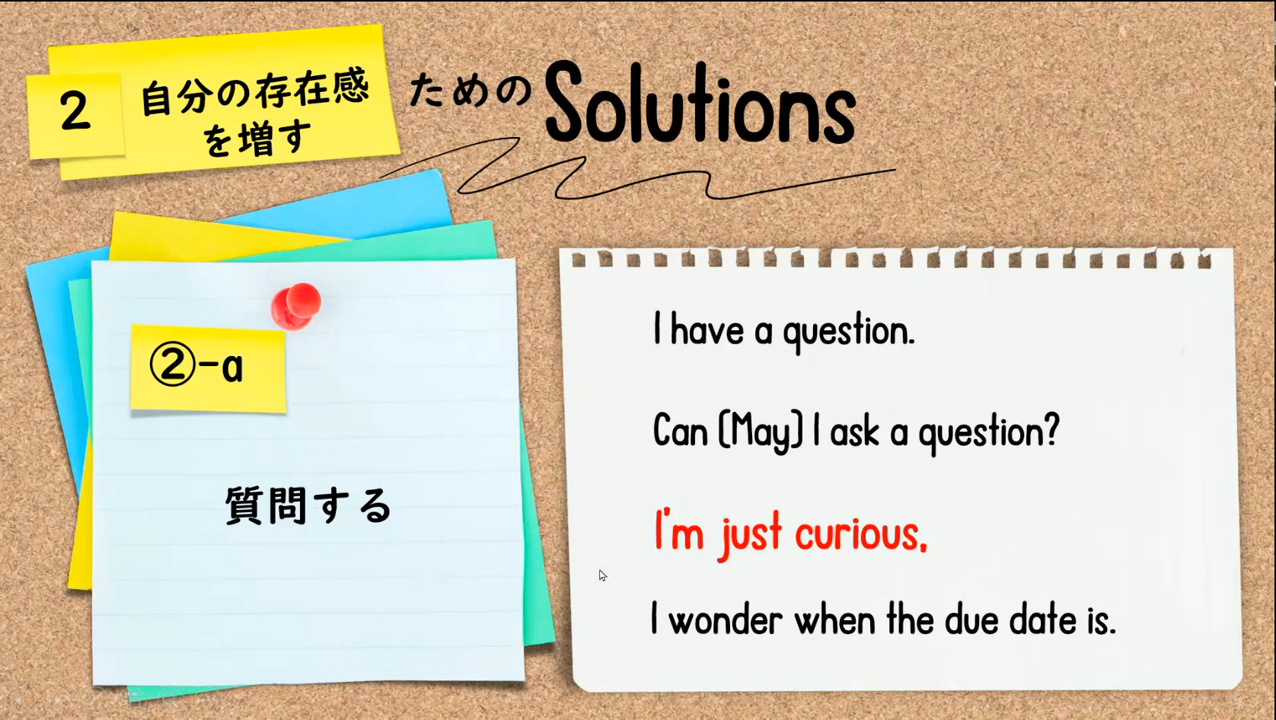 2
自分の存在感
を増す
ための Solutions
②-a
質問する
I have a question.
Can (May) I ask a question?
I'm just curious,
I wonder when the due date is.